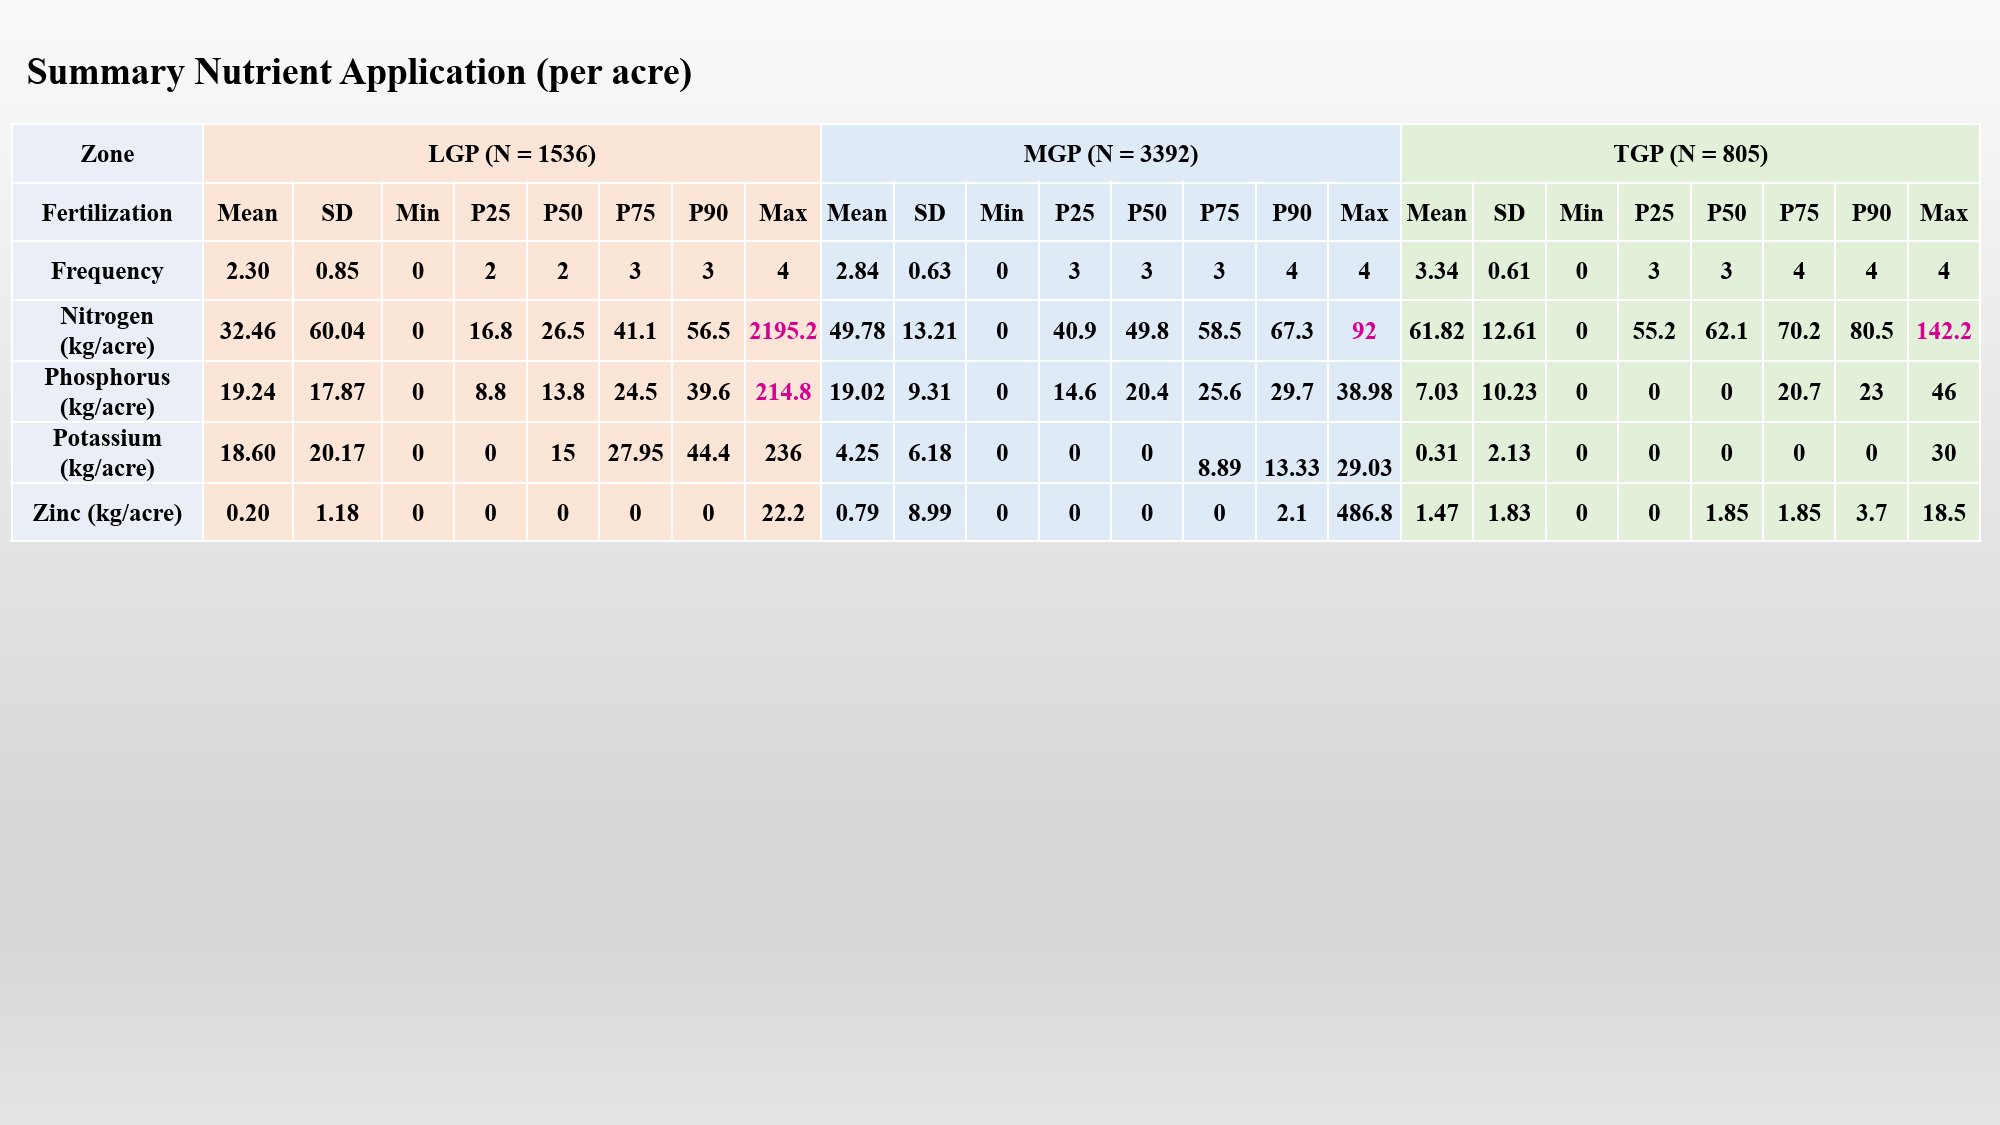 Summary Nutrient Application (per acre)
Zone LGP (N = 1536) MGP (N = 3392) TGP (N = 805)
Fertilization Mean SD Min P25 P50 P75 P90 Max Mean SD Min P25 P50 P75 P90 Max Mean SD Min P25 P50 P75 P90 Max
Frequency 2.30 0.85 0 2 2 3 3 4 2.84 0.63 0 3 3 3 4 4 3.34 0.61 0 3 3 4 4 4
Nitrogen
(kg/acre) 32.46 60.04 0 16.8 26.5 41.1 56.5 2195.2 49.78 13.21 0 40.9 49.8 58.5 67.3 92 61.82 12.61 0 55.2 62.1 70.2 80.5 142.2
Phosphorus
(kg/acre) 19.24 17.87 0 8.8 13.8 24.5 39.6 214.8 19.02 9.31 0 14.6 20.4 25.6 29.7 38.98 7.03 10.23 0 0 0 20.7 23 46
Potassium
(kg/acre) 18.60 20.17 0 0 15 27.95 44.4 236 4.25 6.18 0 0 0 8.89 13.33 29.03 0.31 2.13 0 0 0 0 0 30
Zinc (kg/acre) 0.20 1.18 0 0 0 0 0 22.2 0.79 8.99 0 0 0 0 2.1 486.8 1.47 1.83 0 0 1.85 1.85 3.7 18.5